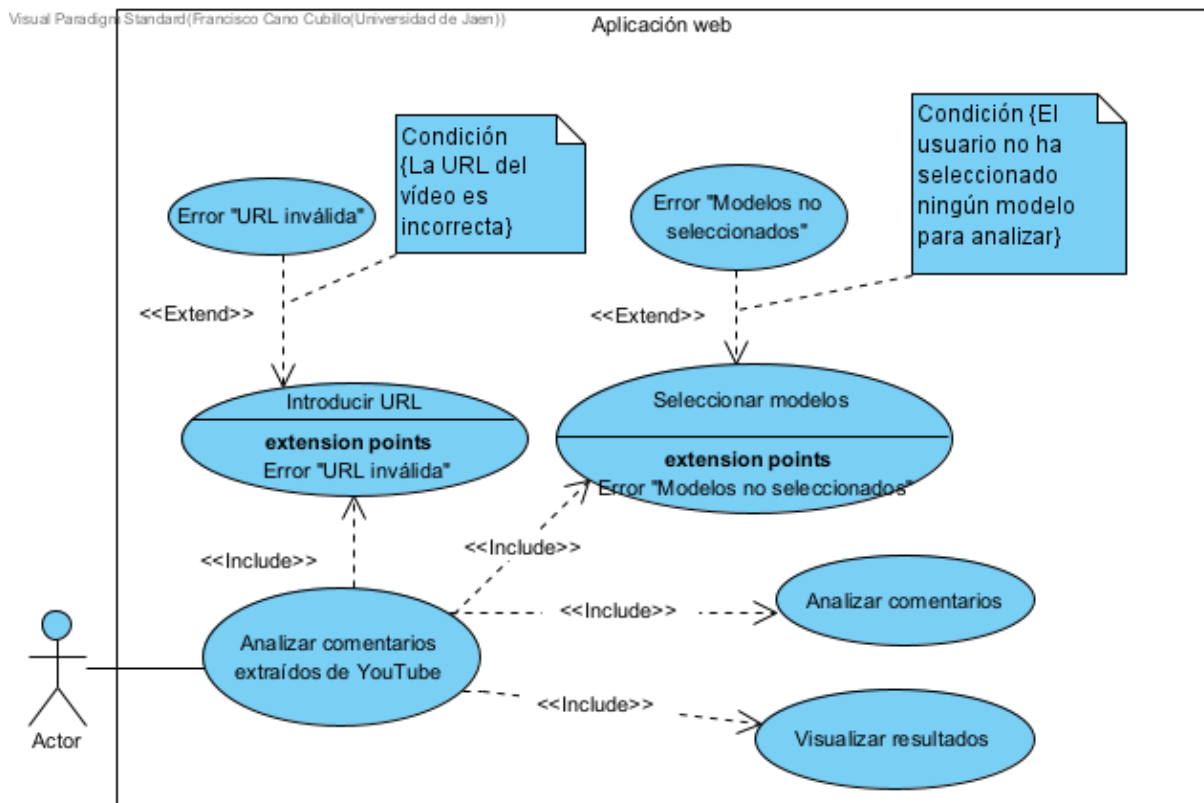 Visual Paradigm Standard(Francisco Cano Cubillo(Universidad de Jaen))
Aplicación web
Condición
{La URL del
vídeo es
incorrecta}
Condición {El
usuario no ha
seleccionado
ningún modelo
para analizar}
Error "URL inválida"
Error "Modelos no
seleccionados"
<<Extend>>
<<Extend>>
Introducir URL
extension points
Error "URL inválida"
Seleccionar modelos
extension points
Error "Modelos no seleccionados"
<<Include>>
<<Include>>
<<Include>>
Analizar comentarios
Analizar comentarios
extraídos de YouTube
<<Include>>
Visualizar resultados
Actor